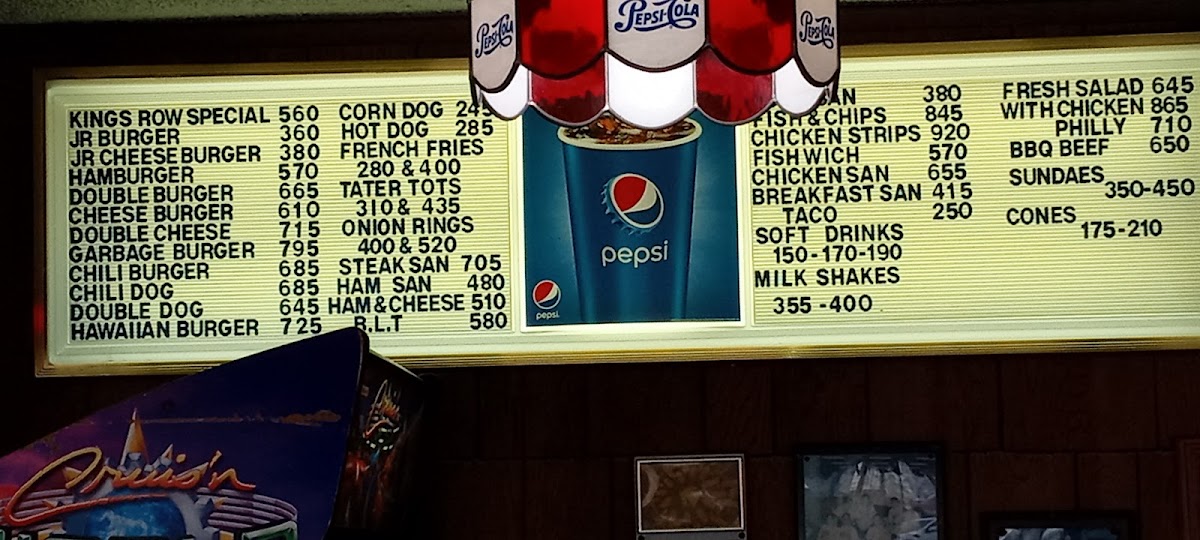 PEPSI-COLA
PEPSI-COLA
PEPSI-COLA
KINGS ROW SPECIAL 560
JR BURGER 360
JR CHEESE BURGER 380
HAMBURGER 570
DOUBLE BURGER 665
CHEESE BURGER 610
DOUBLE CHEESE 715
GARBAGE BURGER 795
CHILI BURGER 685
CHILI DOG 685
DOUBLE DOG 645
HAWAIIAN BURGER 725
CORN DOG 245
HOT DOG 285
FRENCH FRIES
280 & 400
TATER TOTS
310 & 435
ONION RINGS
400 & 520
STEAK SAN 705
HAM SAN 480
HAM & CHEESE 510
B.L.T 580
pepsi
pepsi.
380
FISH & CHIPS 845
CHICKEN STRIPS 920
FISHWICH 570
CHICKEN SAN 655
BREAKFAST SAN 415
TACO 250
SOFT DRINKS
150-170-190
MILK SHAKES
355-400
FRESH SALAD 645
WITH CHICKEN 865
PHILLY 710
BBQ BEEF 650
SUNDAES
350-450
CONES
175-210
Cruis'n